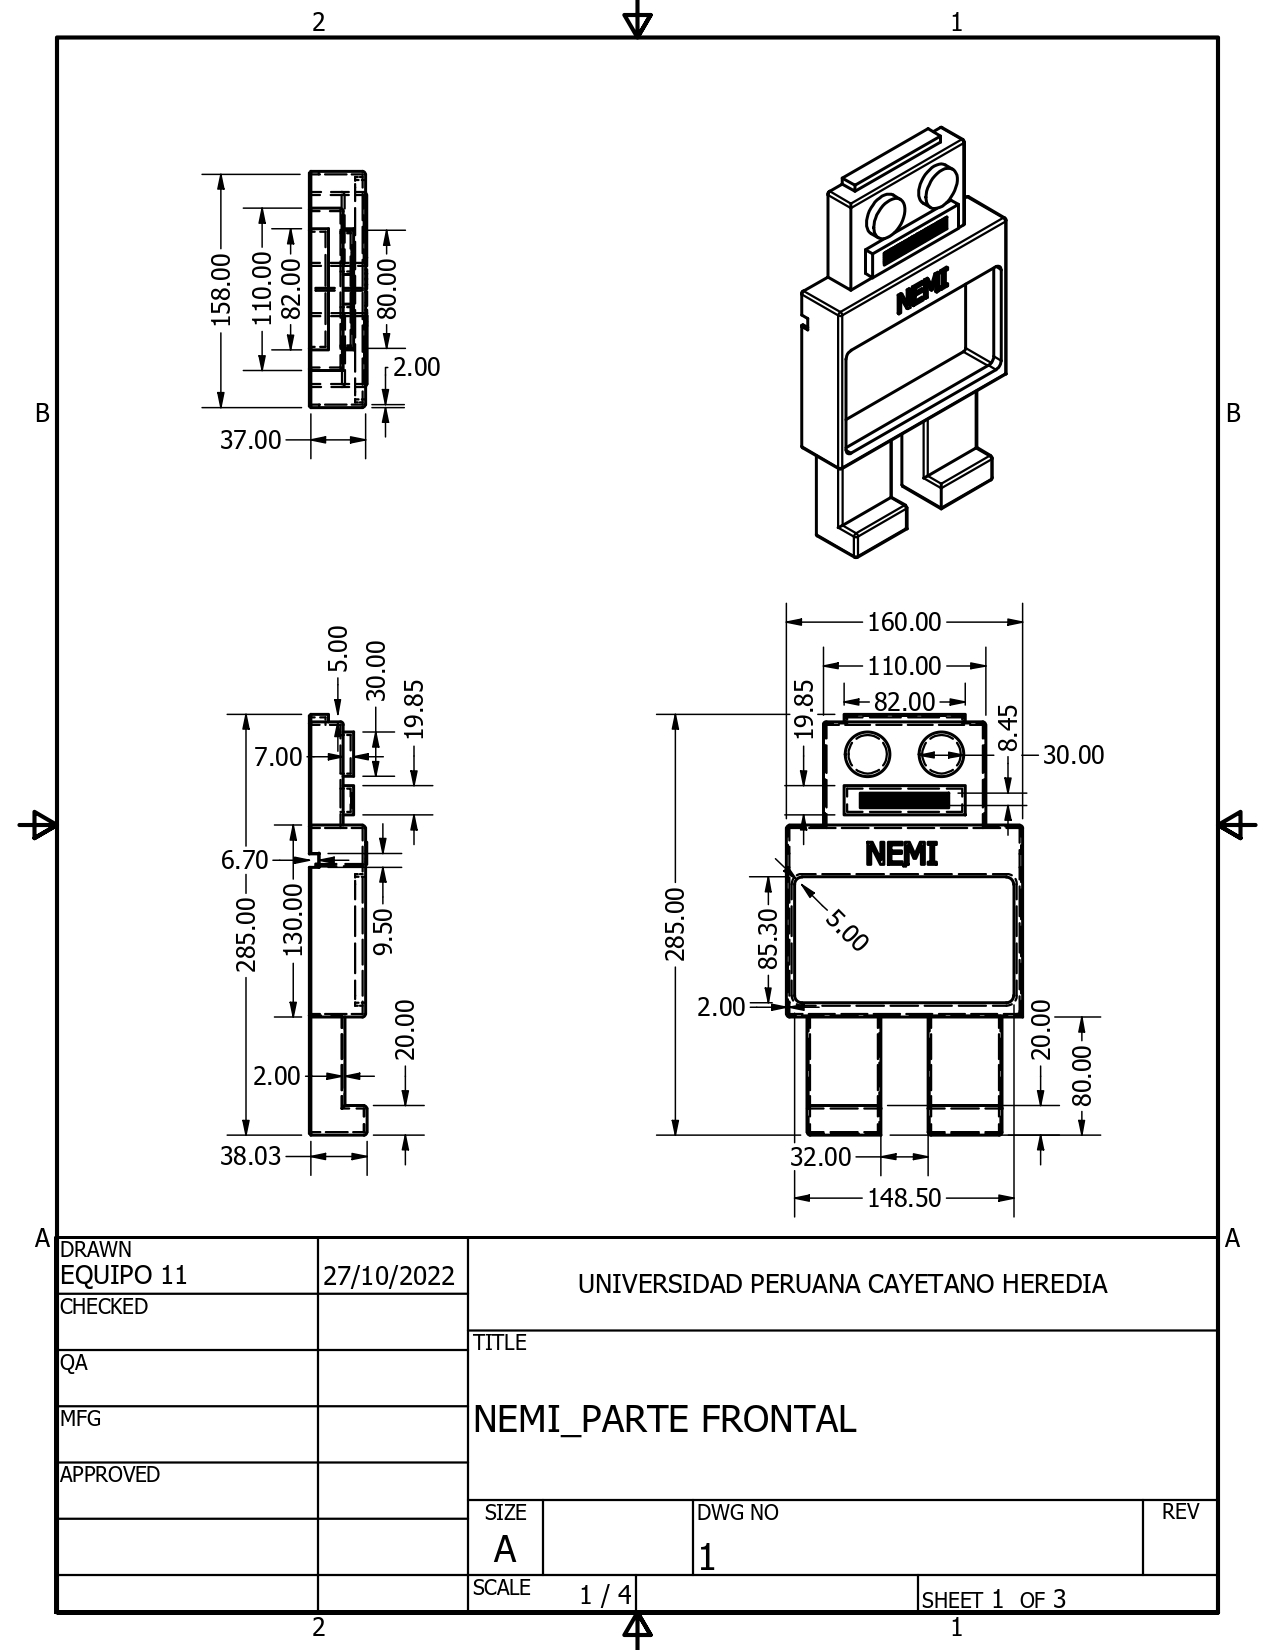 2
1
158.00
110.00
82.00
80.00
2.00
37.00
NEMI
B
B
5.00
30.00
19.85
7.00
6.70
285.00
130.00
9.50
20.00
2.00
38.03
160.00
110.00
82.00
19.85
8.45
30.00
NEMI
285.00
85.30
5.00
2.00
20.00
80.00
32.00
148.50
A
A
DRAWN
EQUIPO 11
27/10/2022
CHECKED
QA
MFG
APPROVED
UNIVERSIDAD PERUANA CAYETANO HEREDIA
TITLE
NEMI_PARTE FRONTAL
SIZE
A
DWG NO
1
REV
SCALE
1 / 4
SHEET 1 OF 3
2
1